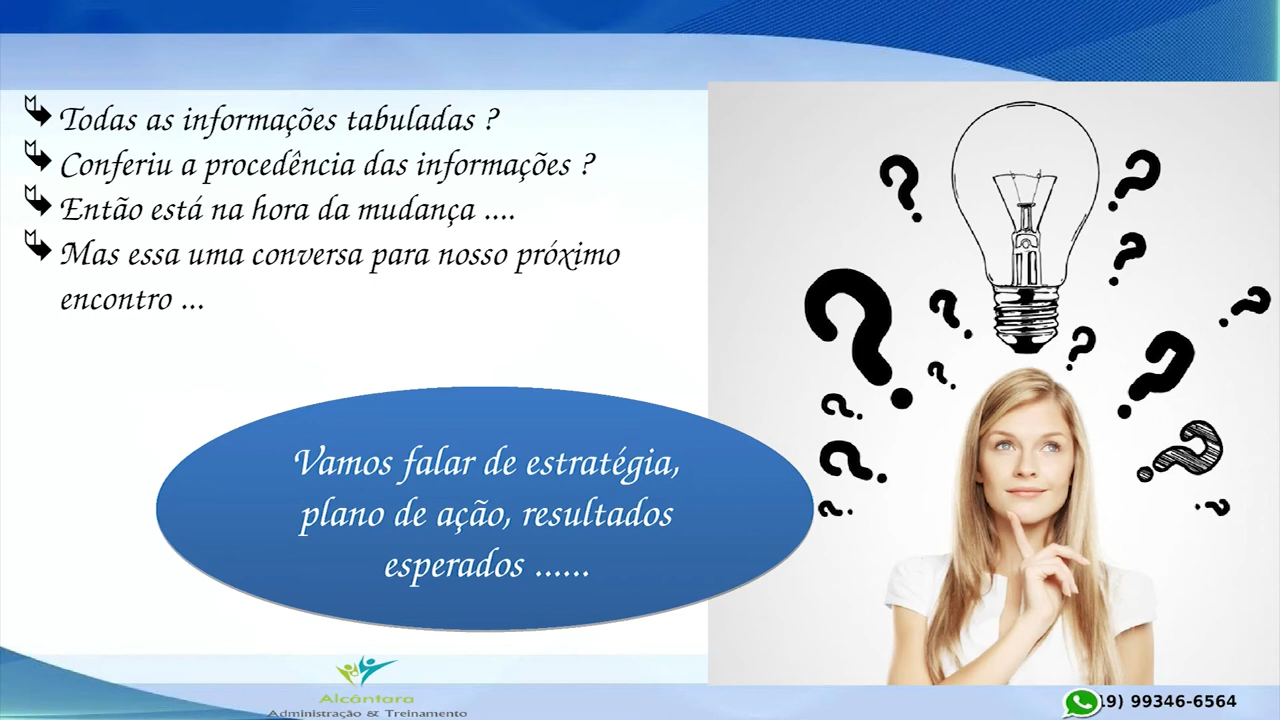 Todas as informações tabuladas ?
Conferiu a procedência das informações ?
Então está na hora da mudança ....
Mas essa uma conversa para nosso próximo
encontro ...
Vamos falar de estratégia,
plano de ação, resultados
esperados ......
Alcântara
Administração & Treinamento
19) 99346-6564